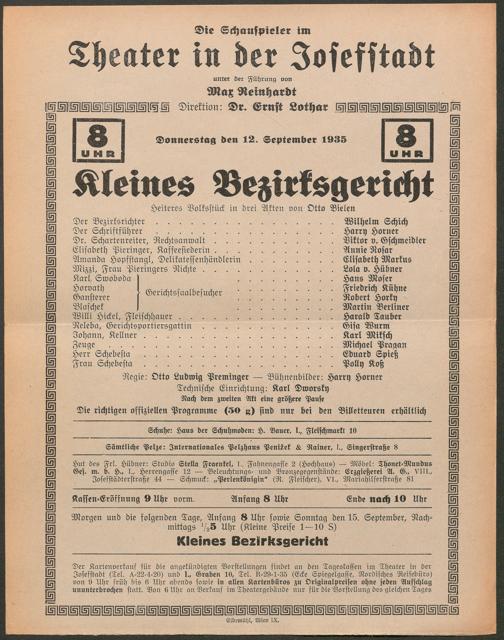 Die Schauspieler im
Theater in der Josefstadt
unter der Führung von
Max Reinhardt
Direktion: Dr. Ernst Lothar
8 UHR
Donnerstag den 12. September 1935
8 UHR
Kleines Bezirksgericht
Heiteres Volksstück in drei Akten von Otto Bielen
Der Bezirksrichter . . . . . Wilhelm Schich
Der Schriftführer . . . . . Harry Horner
Dr. Schartenreiter, Rechtsanwalt . . . . . Viktor v. Gschmeidler
Elisabeth Pieringer, Kaffeesiederin . . . . . Annie Rosar
Amanda Hopfstangl, Delikatessenhändlerin . . . . . Elisabeth Markus
Mizzi, Frau Pieringers Nichte . . . . . Lola v. Hübner
Karl Swoboda . . . . . Hans Moser
Horvath . . . . . Friedrich Kühne
Gansterer } Gerichtssaalbesucher . . . . . Robert Horky
Blaschek . . . . . Martin Berliner
Willi Hickel, Fleischhauer . . . . . Harald Tauber
Releba, Gerichtsportiersgattin . . . . . Gisa Wurm
Johann, Kellner . . . . . Karl Miksch
Zeuge . . . . . Michael Pragan
Herr Schebesta . . . . . Eduard Spieß
Frau Schebesta . . . . . Polly Koß
Regie: Otto Ludwig Preminger — Bühnenbilder: Harry Horner
Technische Einrichtung: Karl Dworsky
Nach dem zweiten Akt eine größere Pause
Die richtigen offiziellen Programme (50 g) sind nur bei den Billetteuren erhältlich
Schuhe: Haus der Schuhmoden: H. Bauer, I., Fleischmarkt 10
Sämtliche Pelze: Internationales Pelzhaus Penižek & Rainer, I., Singerstraße 8
Hut des Frl. Hübner: Studio Stella Fraenkel, I., Fahnengasse 2 (Hochhaus) — Möbel: Thonet-Mundus
Ges. m. b. H., I., Herrengasse 12 — Beleuchtungs- und Bronzegegenstände: Erzgießerei A. G., VIII.,
Josefstädterstraße 44 — Schmuck: „Perlenkönigin“ (R. Fleischer), VI., Mariahilferstraße 81
Kassen-Eröffnung 9 Uhr vorm. Anfang 8 Uhr Ende nach 10 Uhr
Morgen und die folgenden Tage, Anfang 8 Uhr sowie Sonntag den 15. September, Nach-
mittags ½5 Uhr (Kleine Preise 1—10 S)
Kleines Bezirksgericht
Der Kartenverkauf für die angekündigten Vorstellungen findet an den Tageskassen im Theater in der
Josefstadt (Tel. A-22-4-20) und I., Graben 10, Tel. R-29-1-35 (Ecke Spiegelgasse, Nordisches Reisebüro)
von 9 Uhr früh bis 6 Uhr abends sowie in allen Kartenbüros zu Originalpreisen ohne jeden Aufschlag
ununterbrochen statt. Von 6 Uhr an Verkauf im Theatergebäude nur für die Vorstellung des gleichen Tages
Elbemühl, Wien IX.